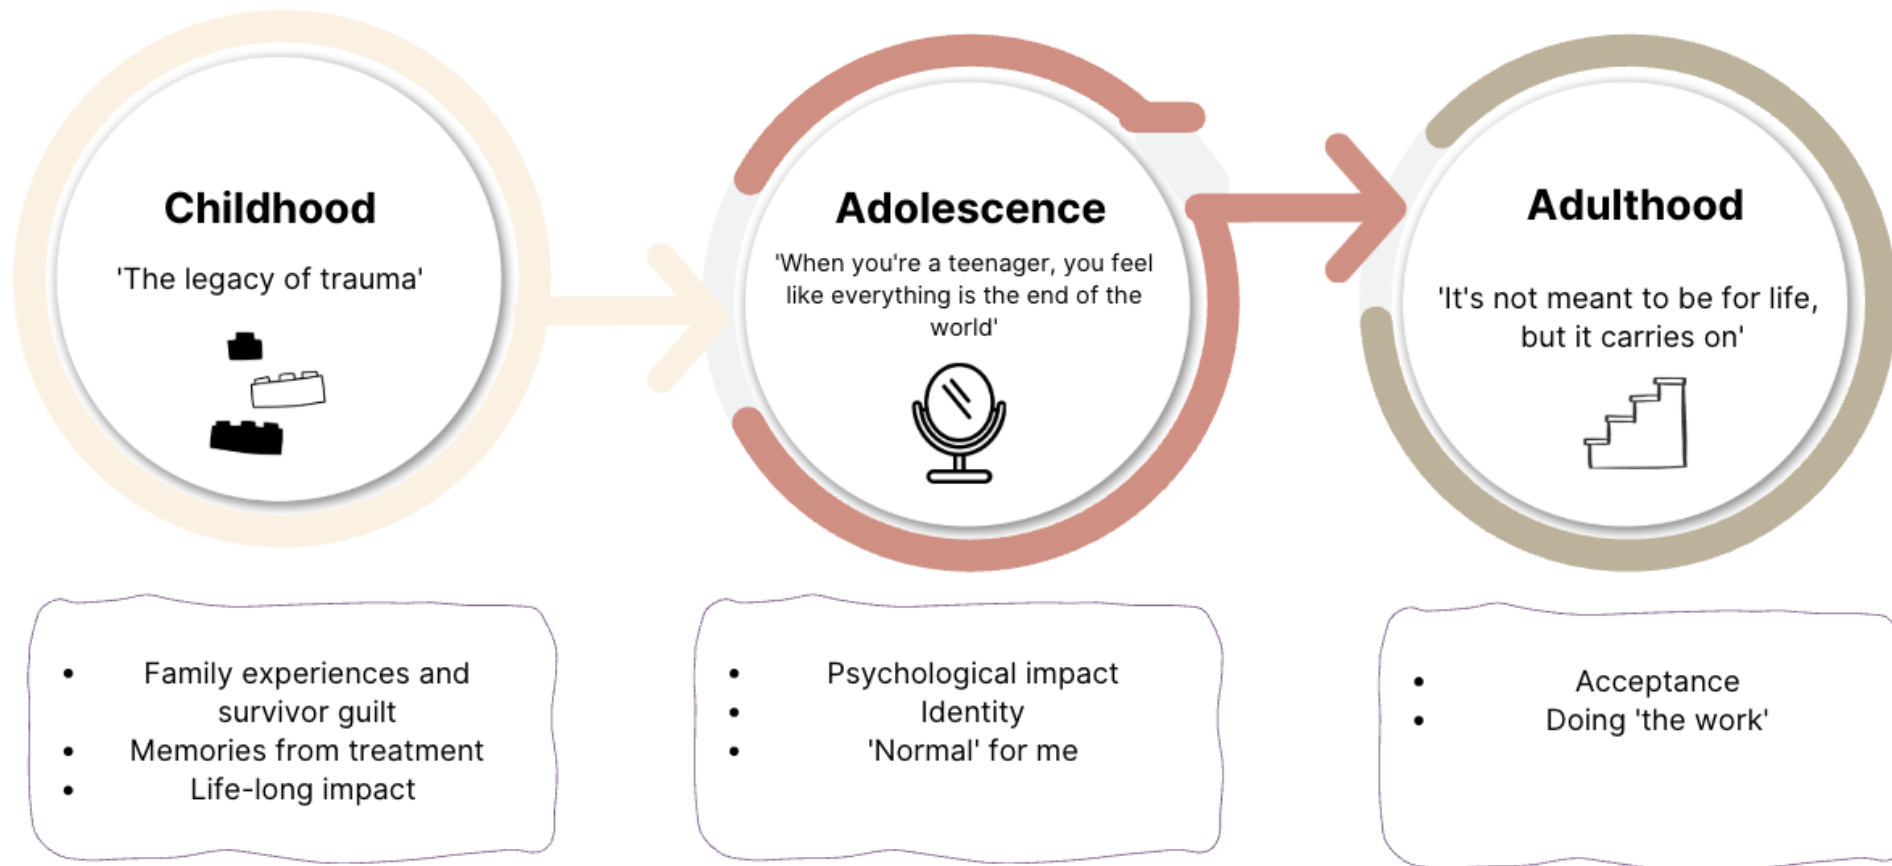 Childhood
'The legacy of trauma'
Adolescence
'When you're a teenager, you feel
like everything is the end of the
world'
Adulthood
'It's not meant to be for life,
but it carries on'
• Family experiences and
survivor guilt
• Memories from treatment
• Life-long impact
• Psychological impact
• Identity
• 'Normal' for me
• Acceptance
• Doing 'the work'